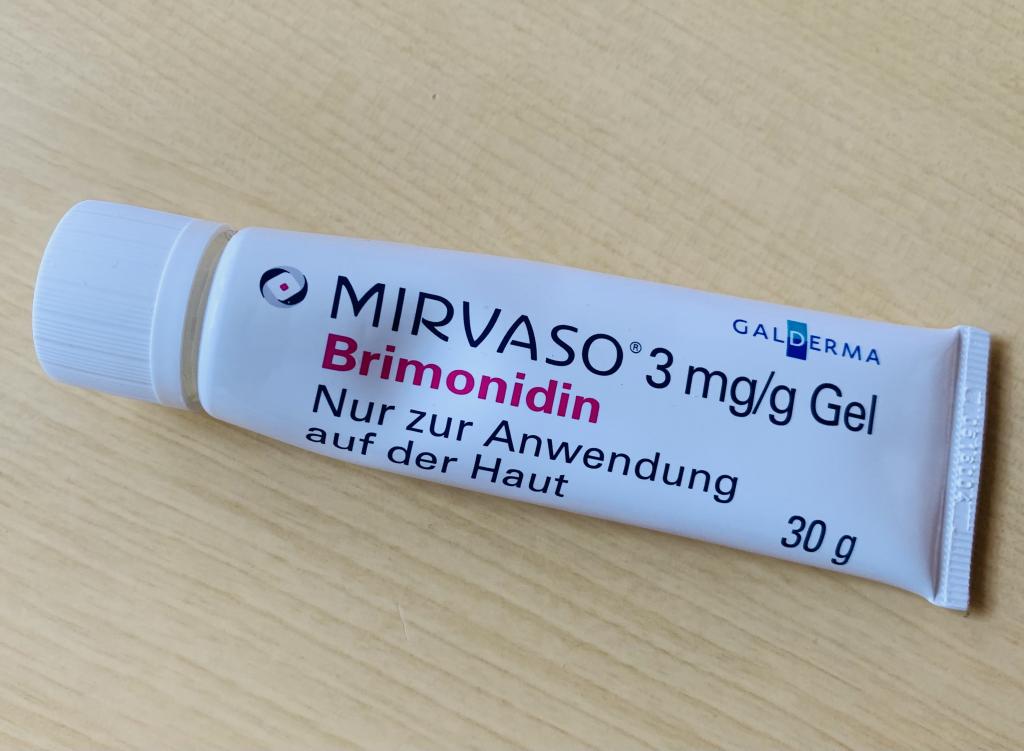 MIRVASO® 3 mg/g Gel
GALDERMA
Brimonidin
Nur zur Anwendung
auf der Haut
30 g